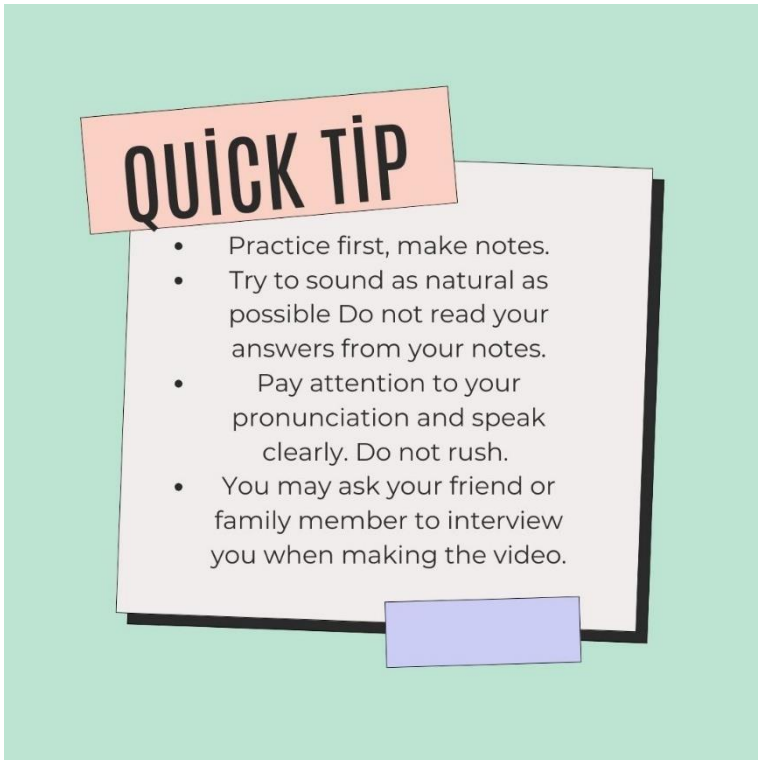 QUİCK TİP
• Practice first, make notes.
• Try to sound as natural as
possible Do not read your
answers from your notes.
• Pay attention to your
pronunciation and speak
clearly. Do not rush.
• You may ask your friend or
family member to interview
you when making the video.